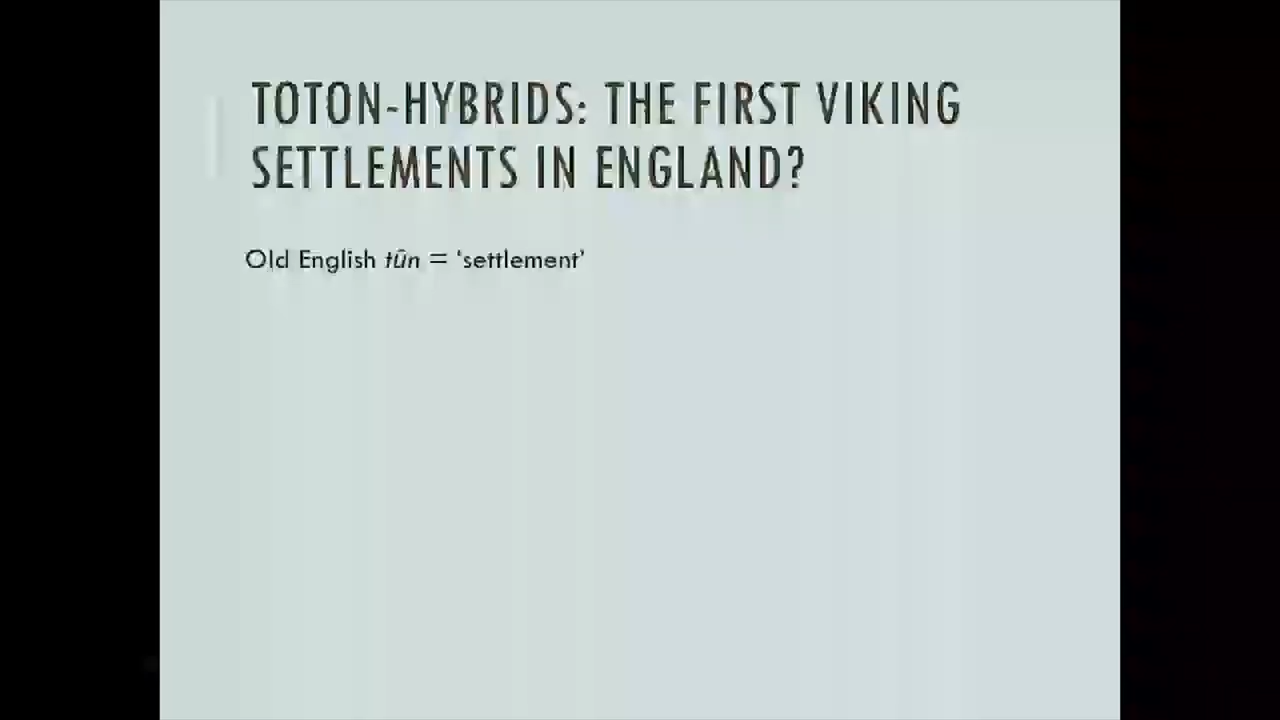 TOTON-HYBRIDS: THE FIRST VIKING
SETTLEMENTS IN ENGLAND?
Old English tūn = ‘settlement’